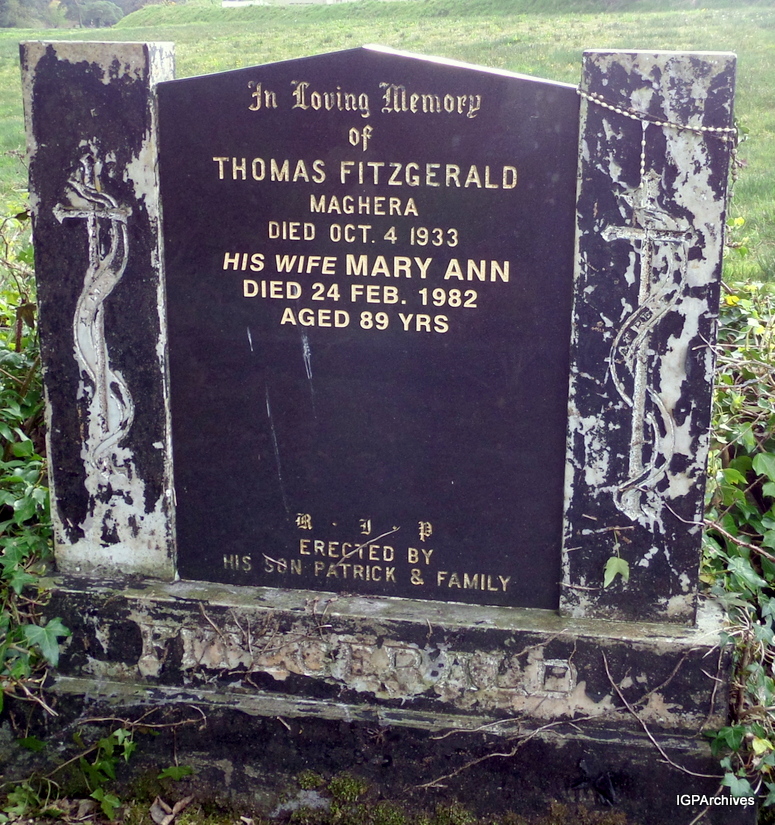 In Loving Memory
of
THOMAS FITZGERALD
MAGHERA
DIED OCT. 4 1933
HIS WIFE MARY ANN
DIED 24 FEB. 1982
AGED 89 YRS
R · I · P
ERECTED BY
HIS SON PATRICK & FAMILY
FITZGERALD
IGPArchives